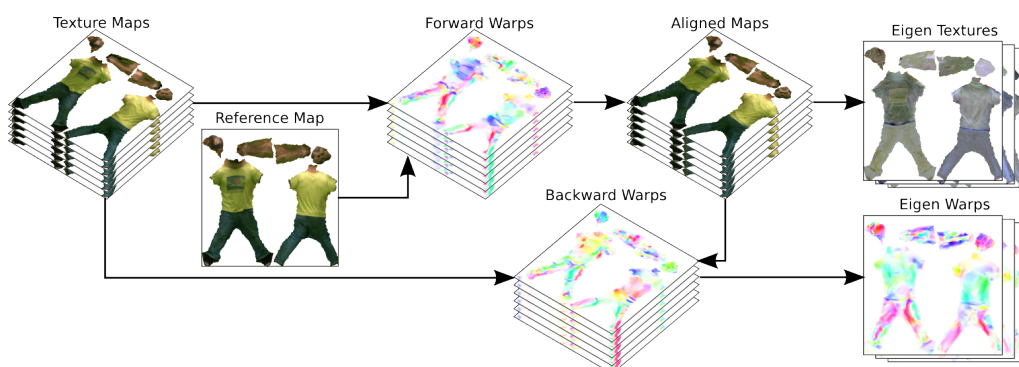 Texture Maps
Forward Warps
Aligned Maps
Eigen Textures
Reference Map
Backward Warps
Eigen Warps